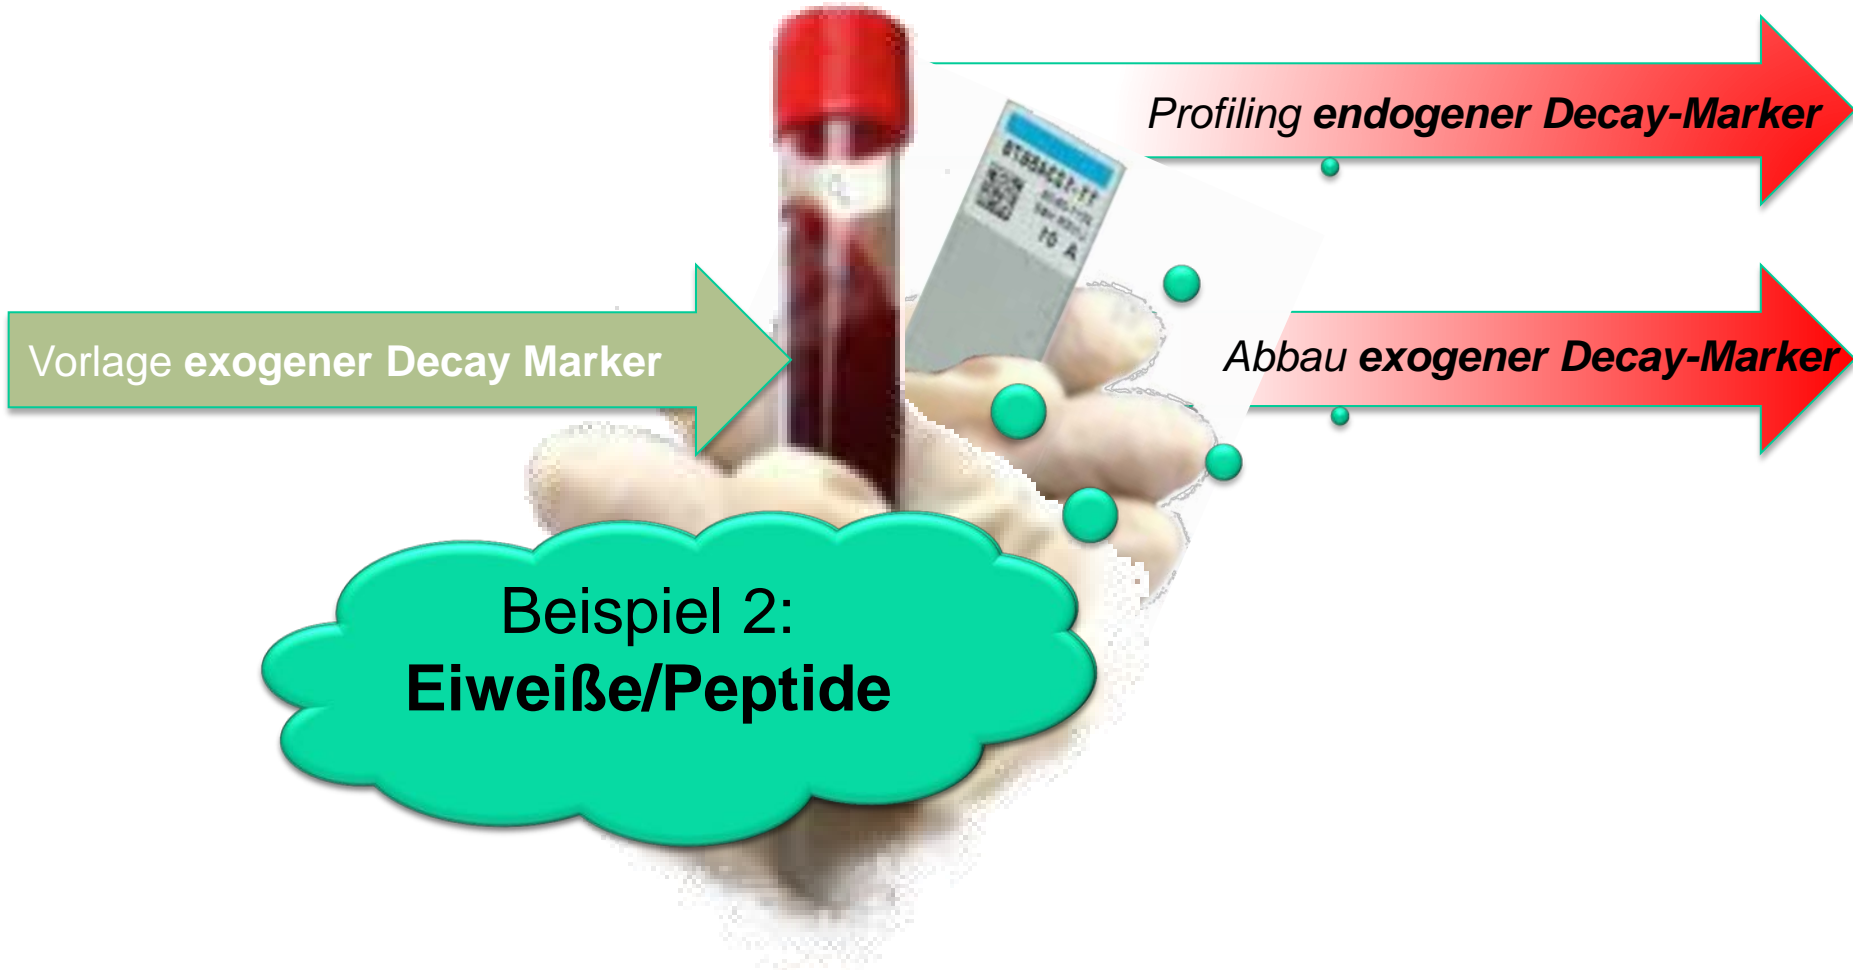 Profiling endogener Decay-Marker
Vorlage exogener Decay Marker
Abbau exogener Decay-Marker
Beispiel 2:
Eiweiße/Peptide